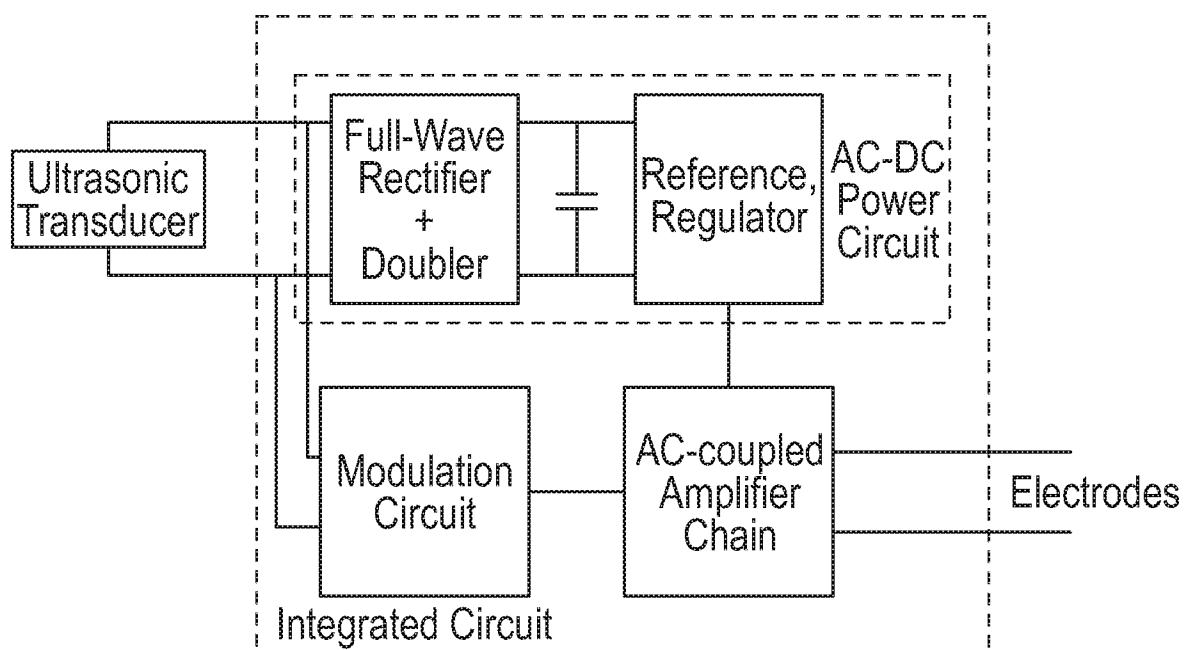 Ultrasonic
Transducer
Full-Wave
Rectifier
+
Doubler
Reference,
Regulator
AC-DC
Power
Circuit
Modulation
Circuit
AC-coupled
Amplifier
Chain
Electrodes
Integrated Circuit